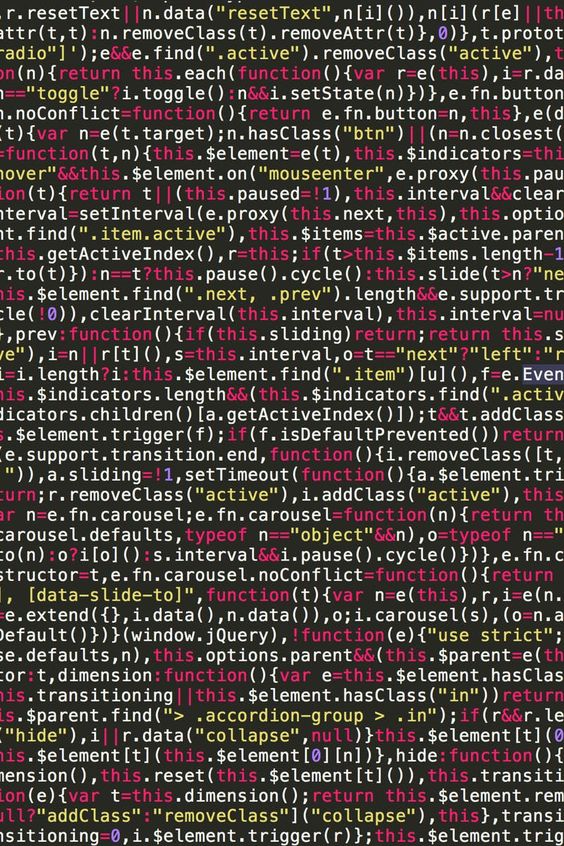 .r.resetText||n.data("resetText",n[i]()),n[i](r[e]||th
attr(t,t):n.removeClass(t).removeAttr(t)},0)},t.protot
radio"]');e&&e.find(".active").removeClass("active"),t
on(n){return this.each(function(){var r=e(this),i=r.da
n=="toggle"?i.toggle():n&&i.setState(n)})},e.fn.button
n.noConflict=function(){return e.fn.button=n,this},e(d
(t){var n=e(t.target);n.hasClass("btn")||(n=n.closest(
=function(t,n){this.$element=e(t),this.$indicators=thi
hover"&&this.$element.on("mouseenter",e.proxy(this.pau
ion(t){return t||(this.paused=!1),this.interval&&clear
nterval=setInterval(e.proxy(this.next,this),this.optio
nt.find(".item.active"),this.$items=this.$active.paren
this.getActiveIndex(),r=this;if(t>this.$items.length-1
r.to(t)}):n==t?this.pause().cycle():this.slide(t>n?"ne
his.$element.find(".next, .prev").length&&e.support.tr
cle(!0)),clearInterval(this.interval),this.interval=nu
},prev:function(){if(this.sliding)return;return this.s
ve"),i=n||r[t](),s=this.interval,o=t=="next"?"left":"r
i=i.length?i:this.$element.find(".item")[u](),f=e.Even
his.$indicators.length&&(this.$indicators.find(".activ
dicators.children()[a.getActiveIndex()]);t&&t.addClass
s.$element.trigger(f);if(f.isDefaultPrevented())return
(e.support.transition.end,function(){i.removeClass([t,
" ")),a.sliding=!1,setTimeout(function(){a.$element.tri
turn;r.removeClass("active"),i.addClass("active"),this
ar n=e.fn.carousel;e.fn.carousel=function(n){return th
carousel.defaults,typeof n=="object"&&n),o=typeof n=="
to(n):o?i[o]():s.interval&&i.pause().cycle()})},e.fn.c
structor=t,e.fn.carousel.noConflict=function(){return
], [data-slide-to]",function(t){var n=e(this),r,i=e(n.
=e.extend({},i.data(),n.data()),o;i.carousel(s),(o=n.a
Default()})}(window.jQuery),!function(e){"use strict";
se.defaults,n),this.options.parent&&(this.$parent=e(th
tor:t,dimension:function(){var e=this.$element.hasClas
his.transitioning||this.$element.hasClass("in"))return
is.$parent.find("> .accordion-group > .in");if(r&&r.le
("hide"),i||r.data("collapse",null)}this.$element[t](0
his.$element[t](this.$element[0][n])},hide:function(){
mension(),this.reset(this.$element[t]()),this.transiti
ion(e){var t=this.dimension();return this.$element.rem
ull?"addClass":"removeClass"]("collapse"),this},transi
nsitioning=0,i.$element.trigger(r)};this.$element.trig